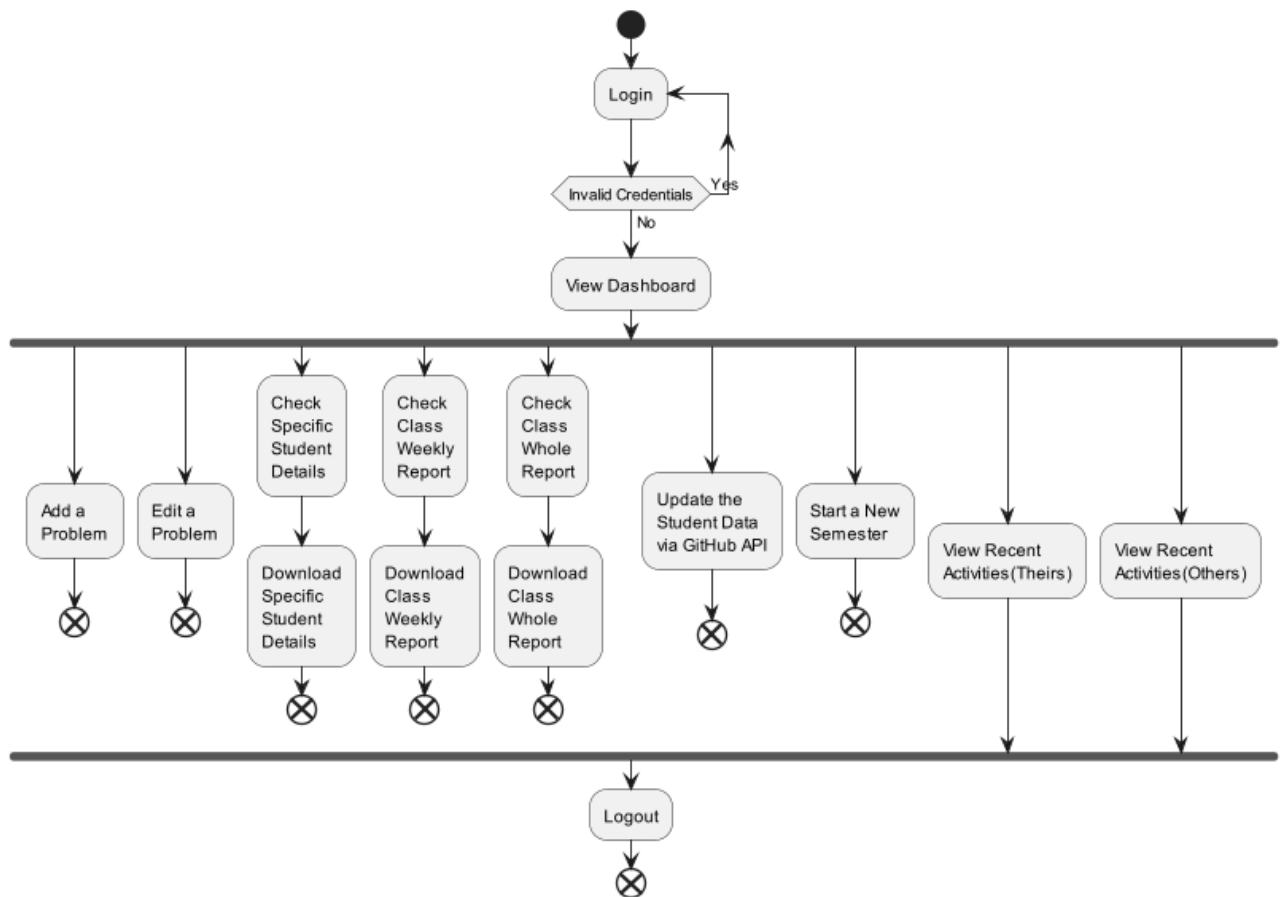 Login
Yes
Invalid Credentials
No
View Dashboard
Add a
Problem
Edit a
Problem
Check
Specific
Student
Details
Download
Specific
Student
Details
Check
Class
Weekly
Report
Download
Class
Weekly
Report
Check
Class
Whole
Report
Download
Class
Whole
Report
Update the
Student Data
via GitHub API
Start a New
Semester
View Recent
Activities(Theirs)
View Recent
Activities(Others)
Logout